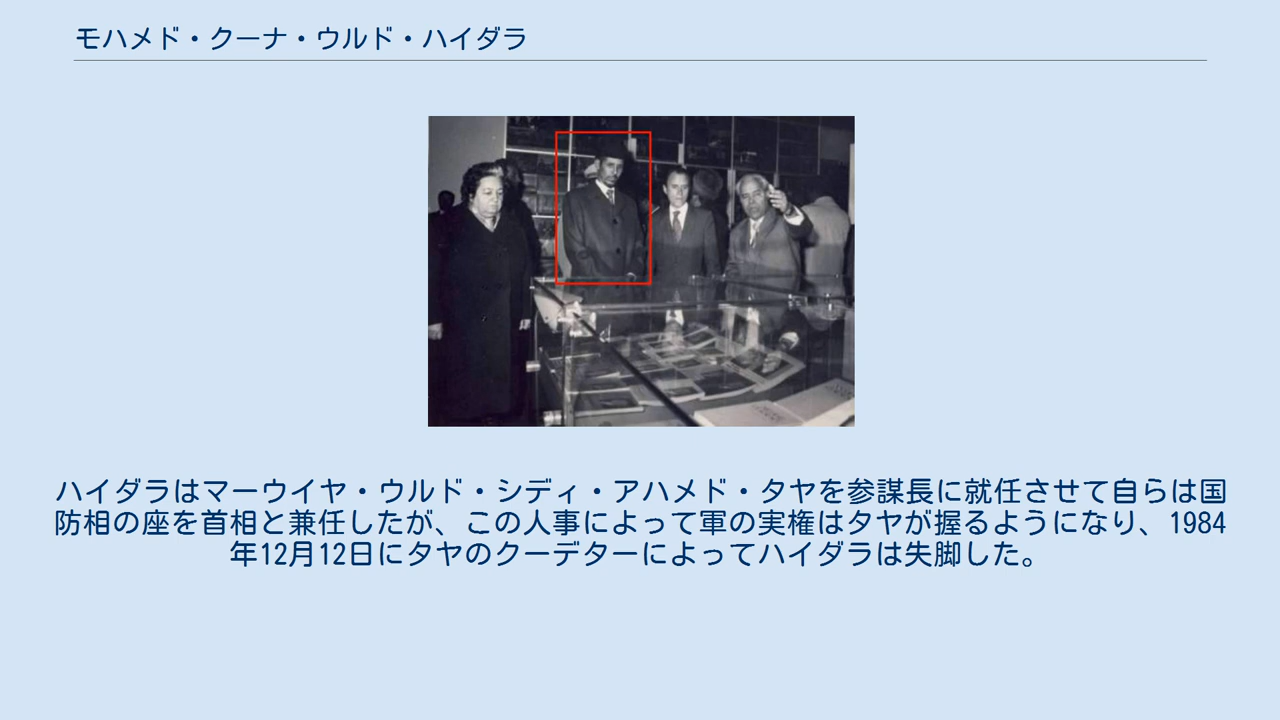 モハメド・クーナ・ウルド・ハイダラ
ハイダラはマーウイヤ・ウルド・シディ・アハメド・タヤを参謀長に就任させて自らは国
防相の座を首相と兼任したが、この人事によって軍の実権はタヤが握るようになり、1984
年12月12日にタヤのクーデターによってハイダラは失脚した。